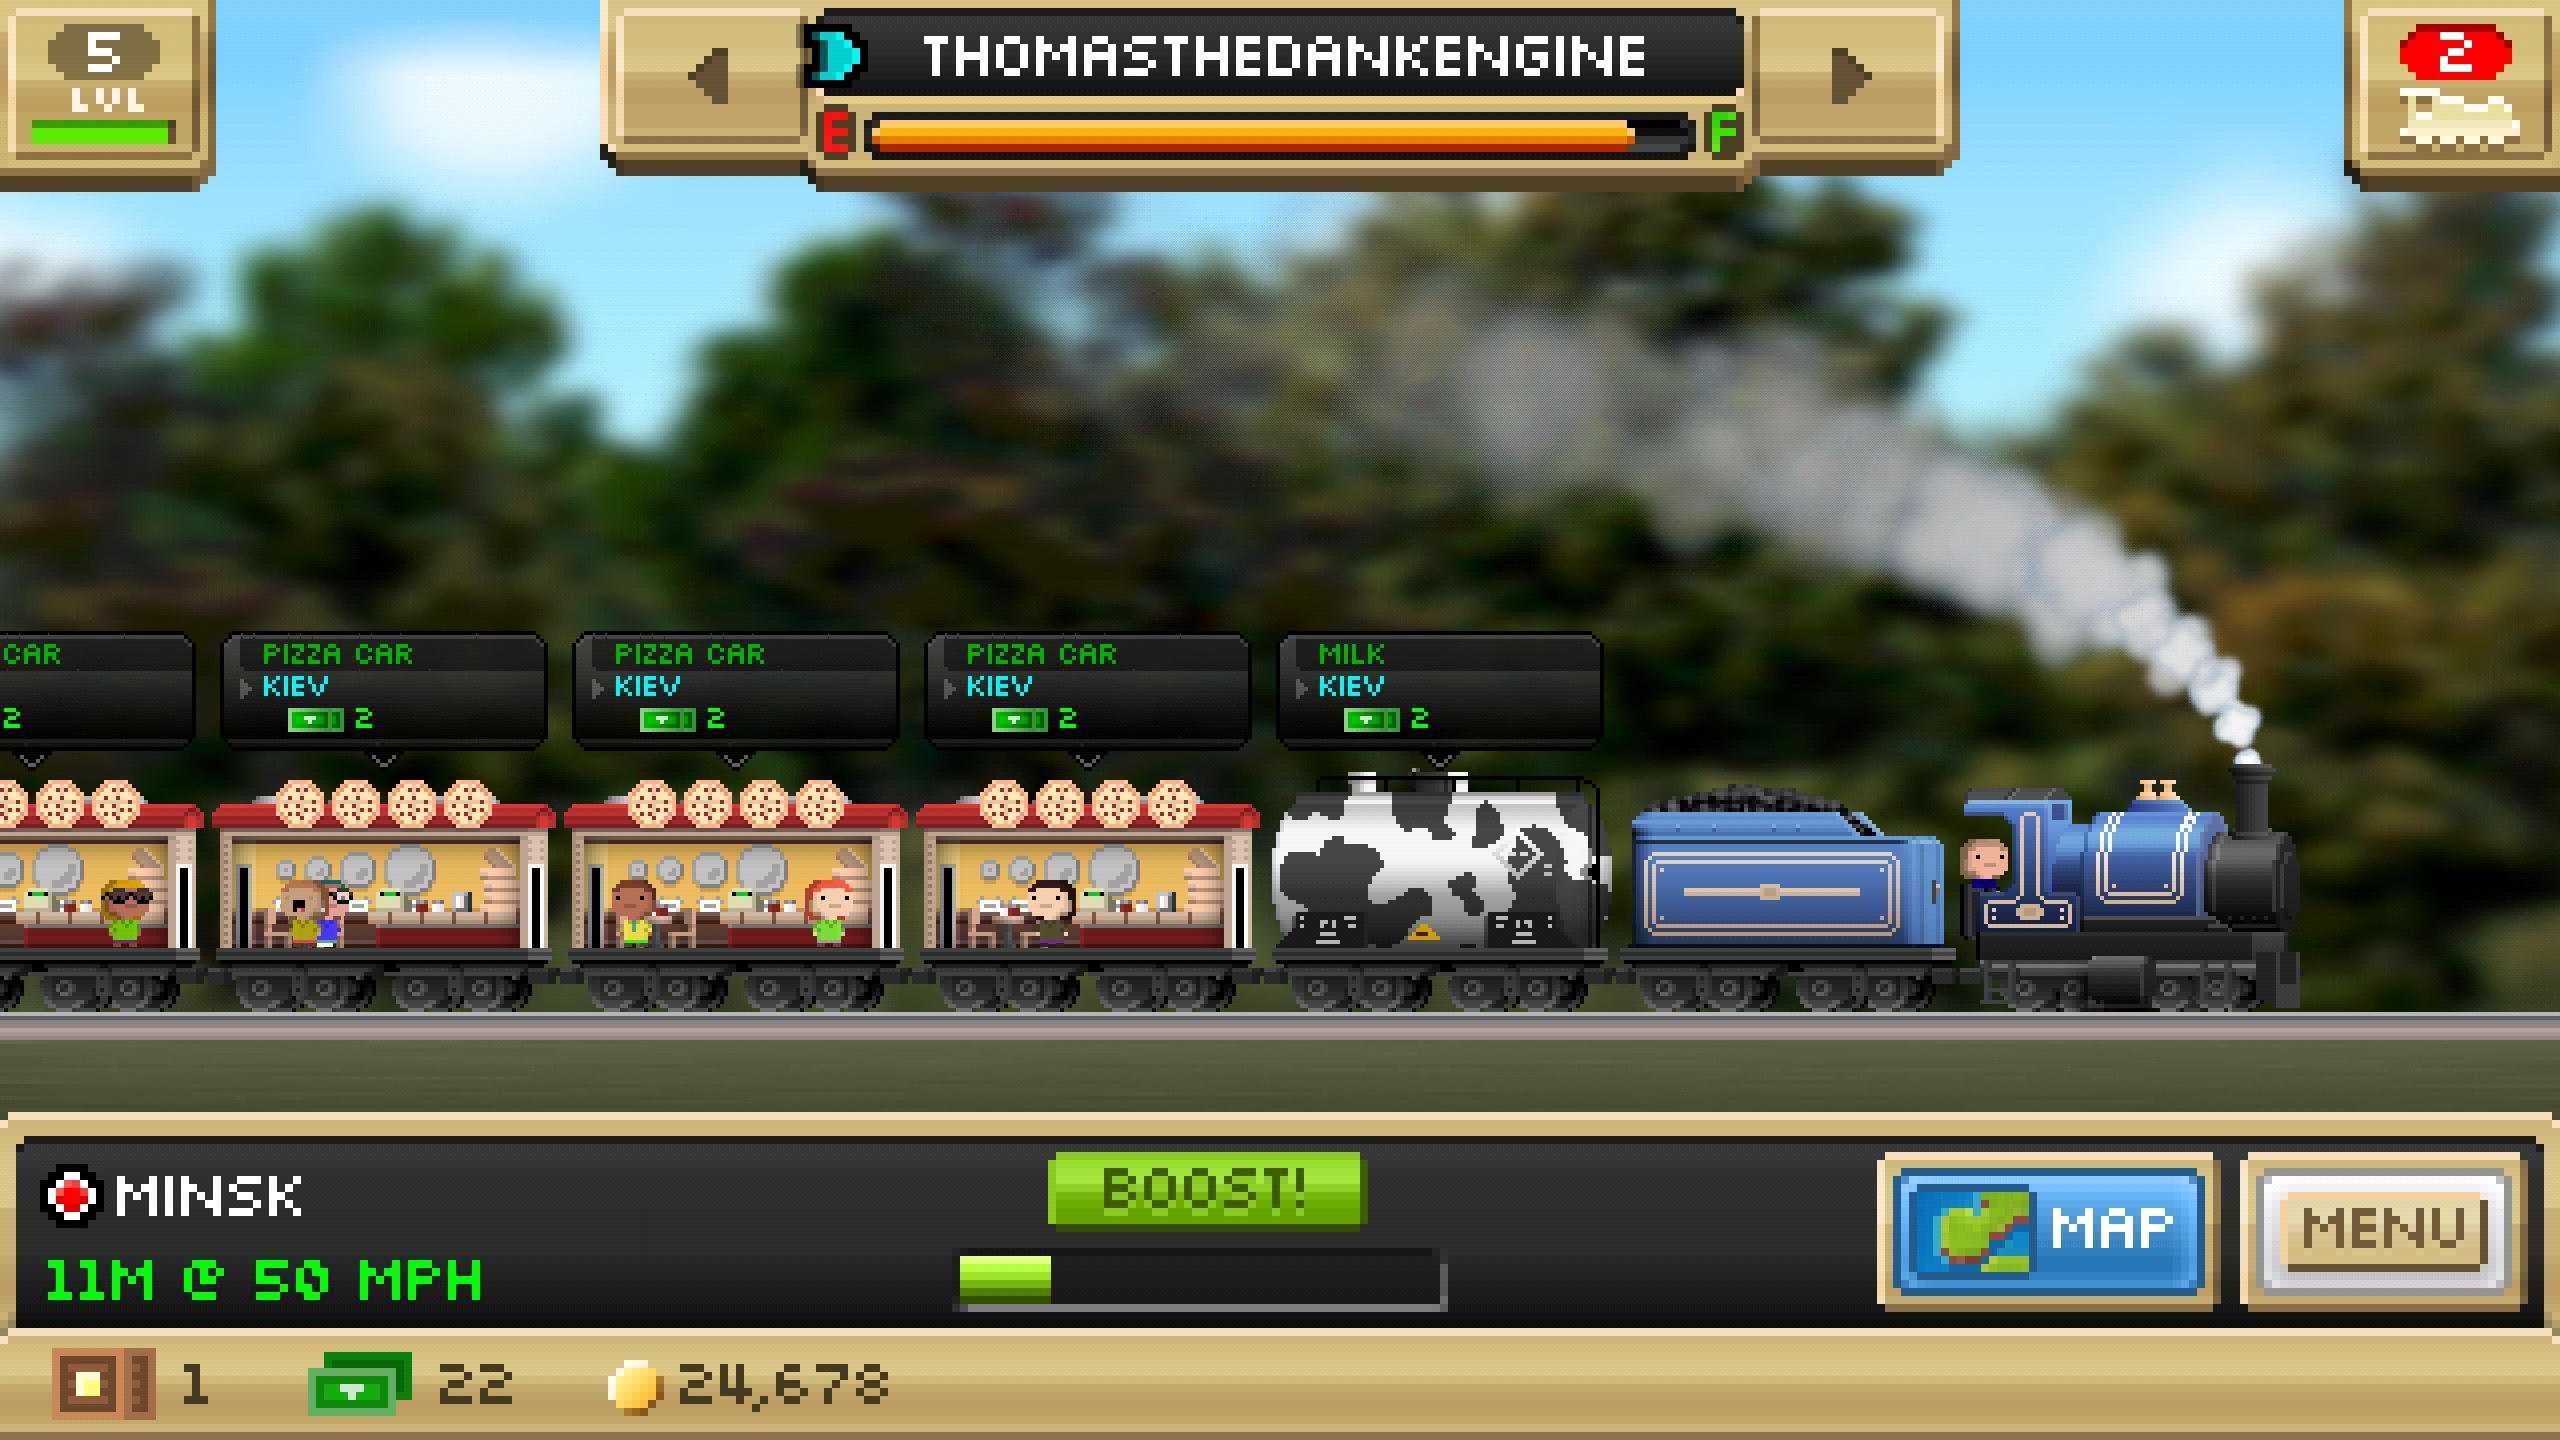 5
LVL
THOMASTHEDANKENGINE
E F
2
CAR
2
PIZZA CAR
KIEV
2
PIZZA CAR
KIEV
2
PIZZA CAR
KIEV
2
MILK
KIEV
2
MINSK
11M @ 50 MPH
BOOST!
MAP
MENU
1
22
24,678